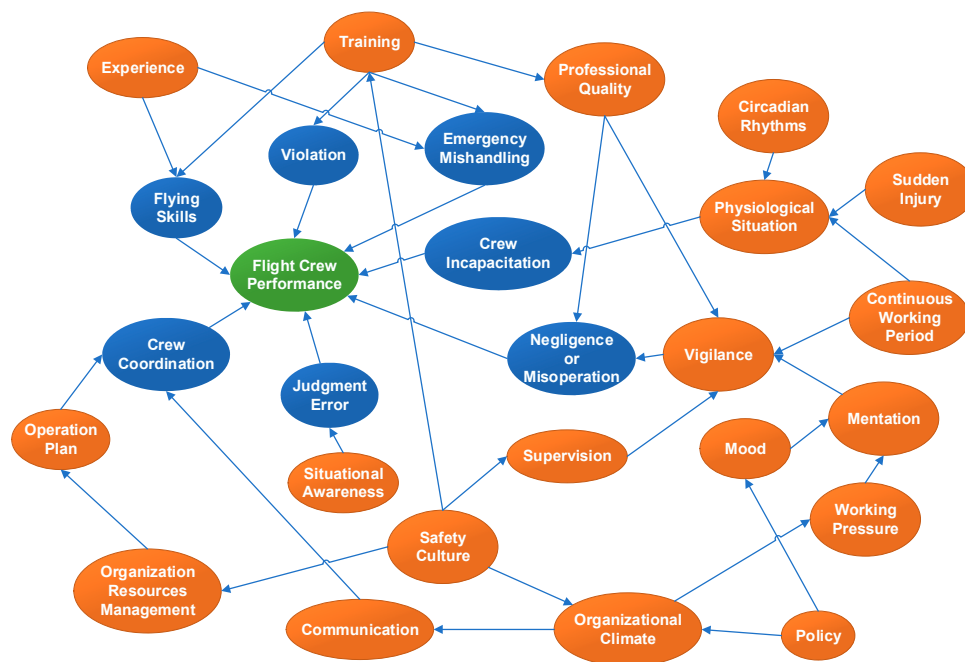 Training
Experience
Professional
Quality
Circadian
Rhythms
Violation
Emergency
Mishandling
Sudden
Injury
Flying
Skills
Physiological
Situation
Flight Crew
Performance
Crew
Incapacitation
Continuous
Working
Period
Crew
Coordination
Negligence
or
Misoperation
Vigilance
Judgment
Error
Mentation
Operation
Plan
Situational
Awareness
Supervision
Mood
Working
Pressure
Safety
Culture
Organization
Resources
Management
Communication
Organizational
Climate
Policy